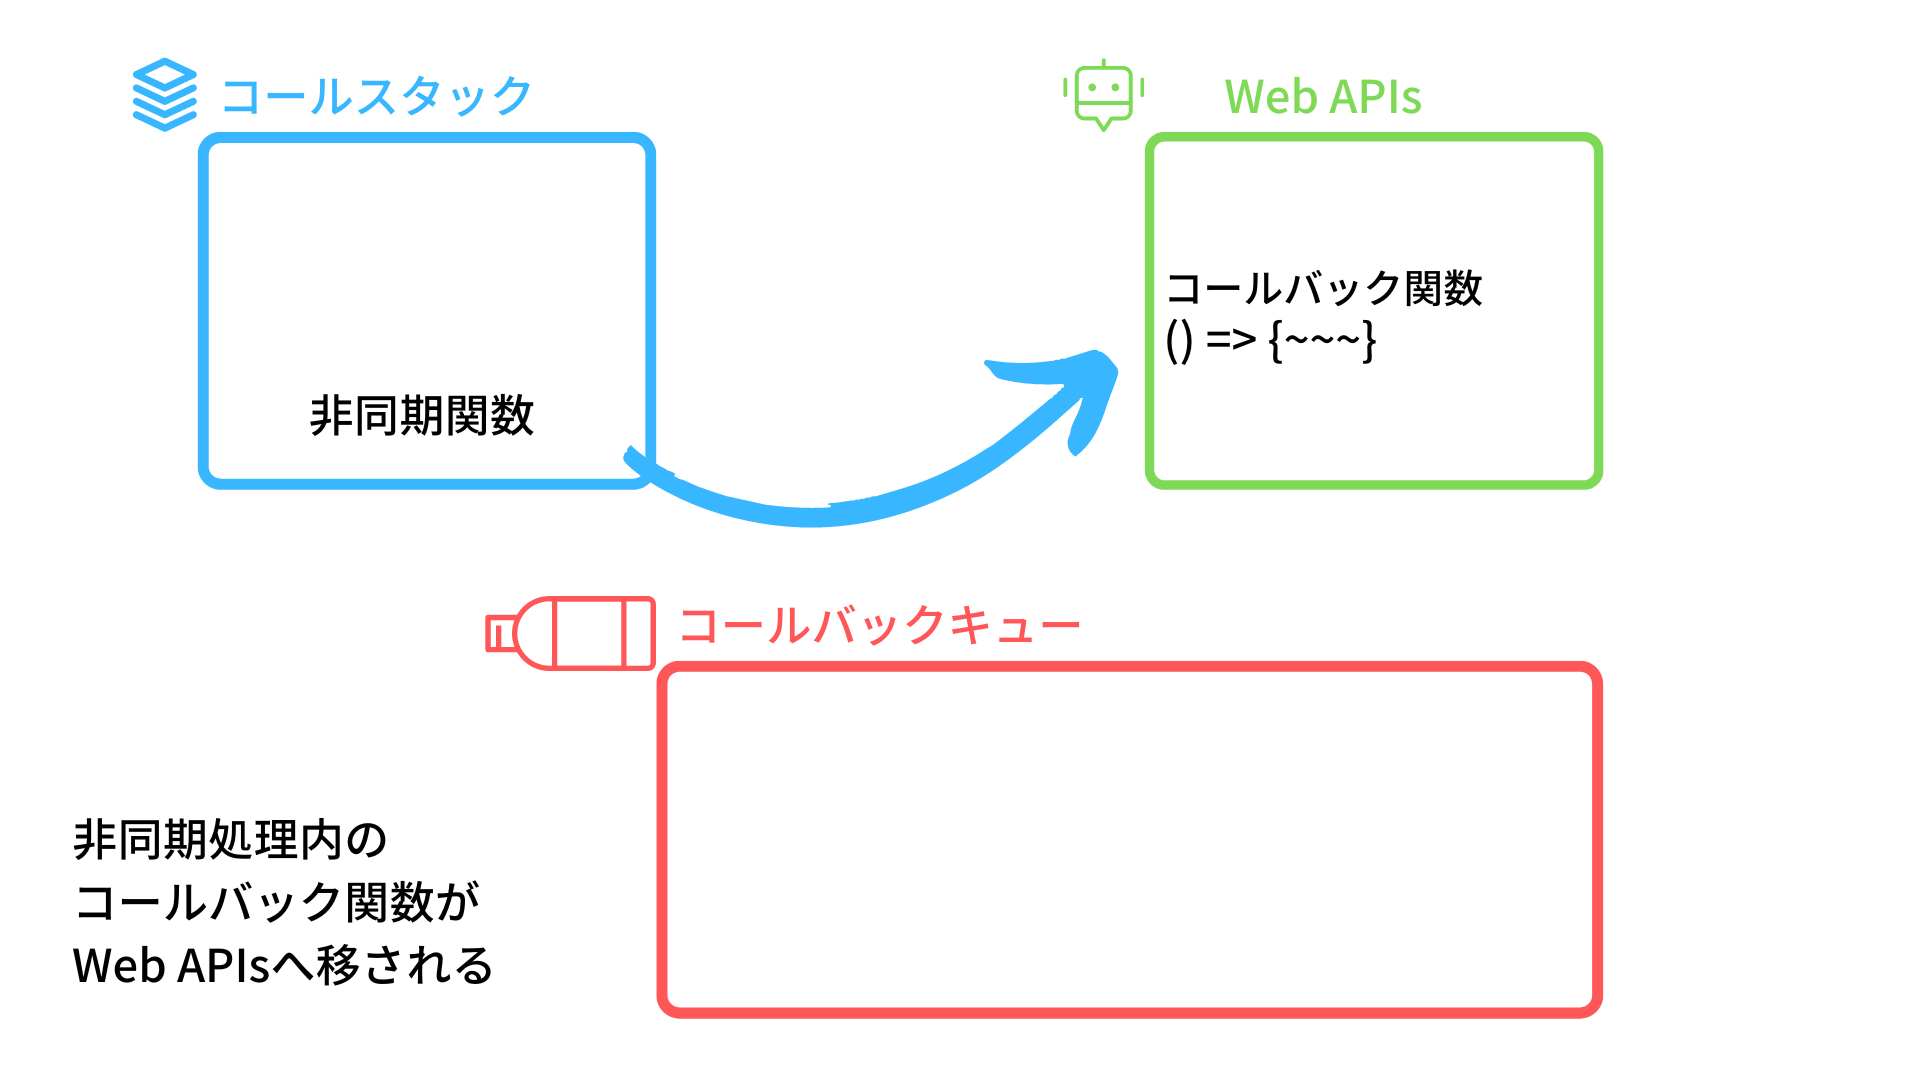 コールスタック
Web APIs
非同期関数
コールバック関数
() => {~~~}
コールバックキュー
非同期処理内の
コールバック関数が
Web APIsへ移される